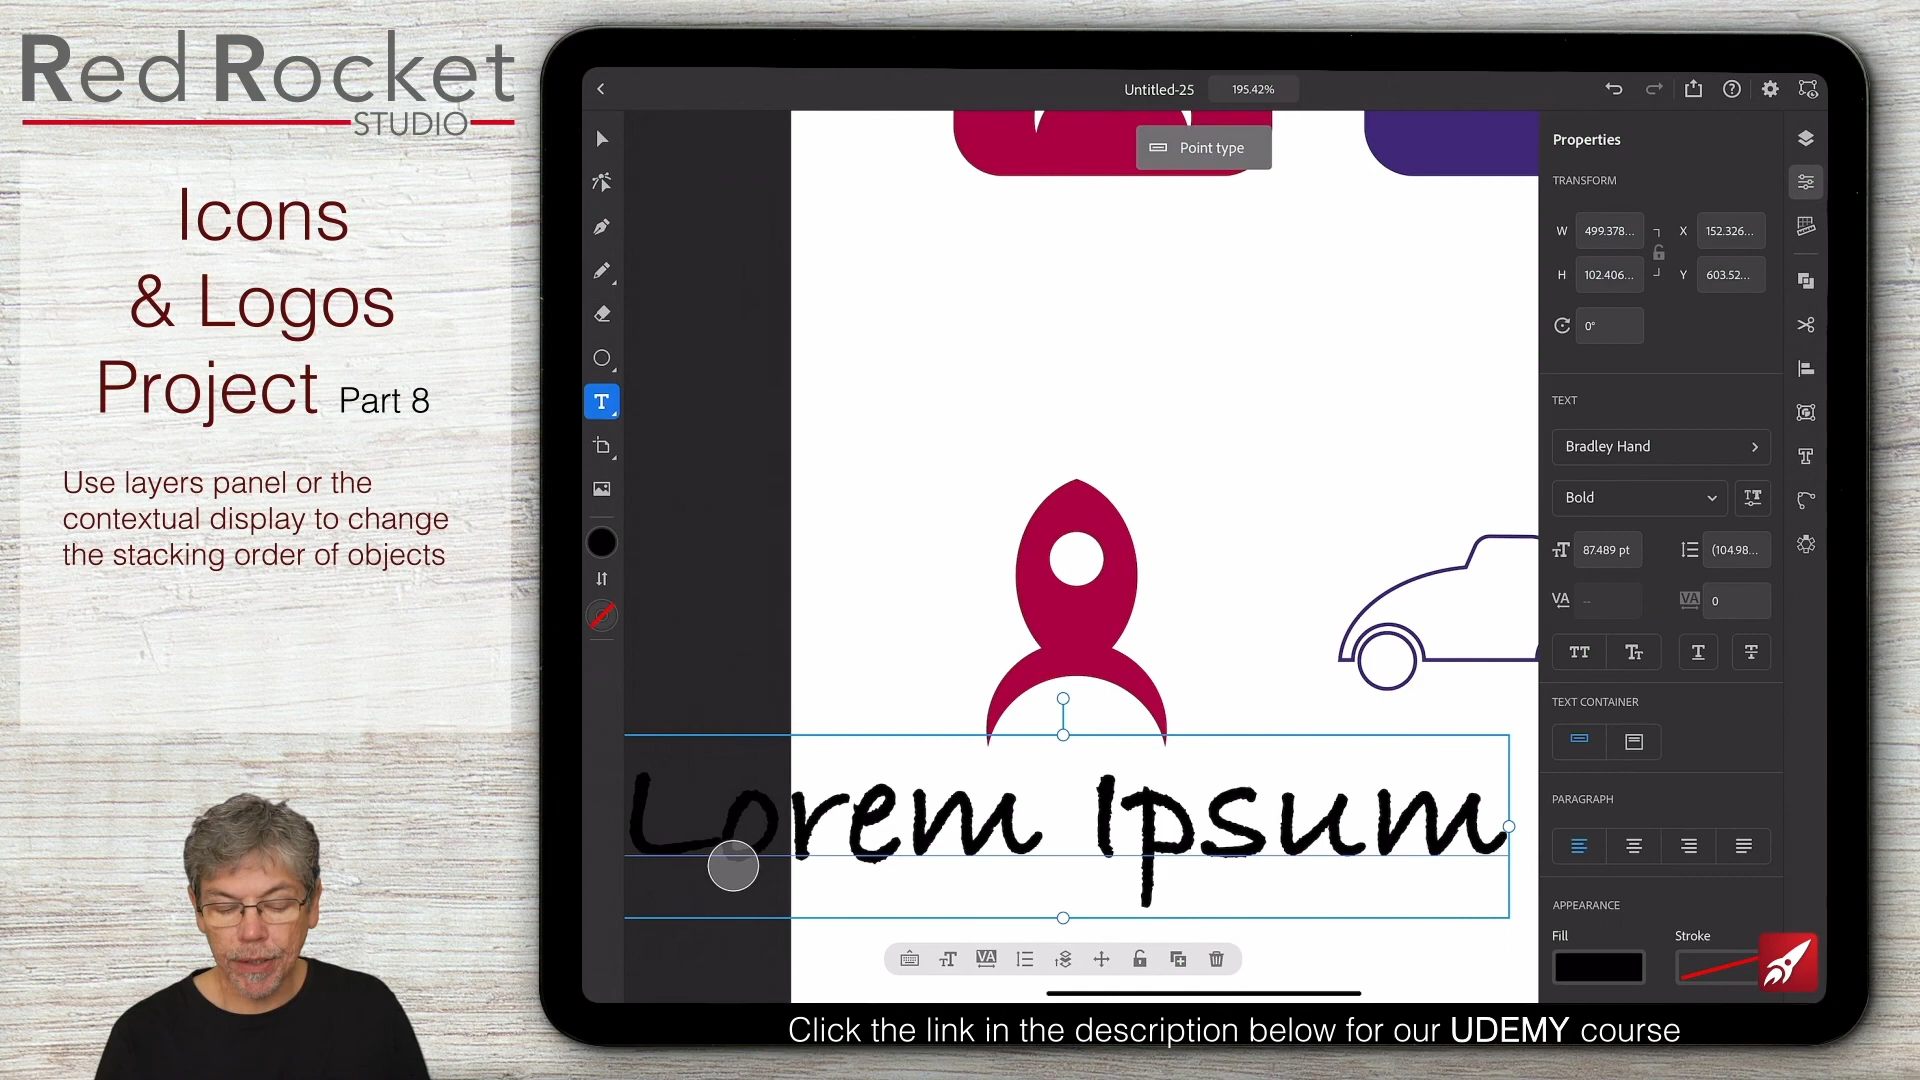 Red Rocket
STUDIO
Icons
& Logos
Project Part 8
Use layers panel or the
contextual display to change
the stacking order of objects
Untitled-25
195.42%
Point type
Properties
TRANSFORM
W 499.378... X 152.326...
H 102.406... Y 603.52...
0°
TEXT
Bradley Hand
Bold
87.489 pt (104.98...
VA -- VA 0
TEXT CONTAINER
PARAGRAPH
APPEARANCE
Fill Stroke
Lorem Ipsum
Click the link in the description below for our UDEMY course